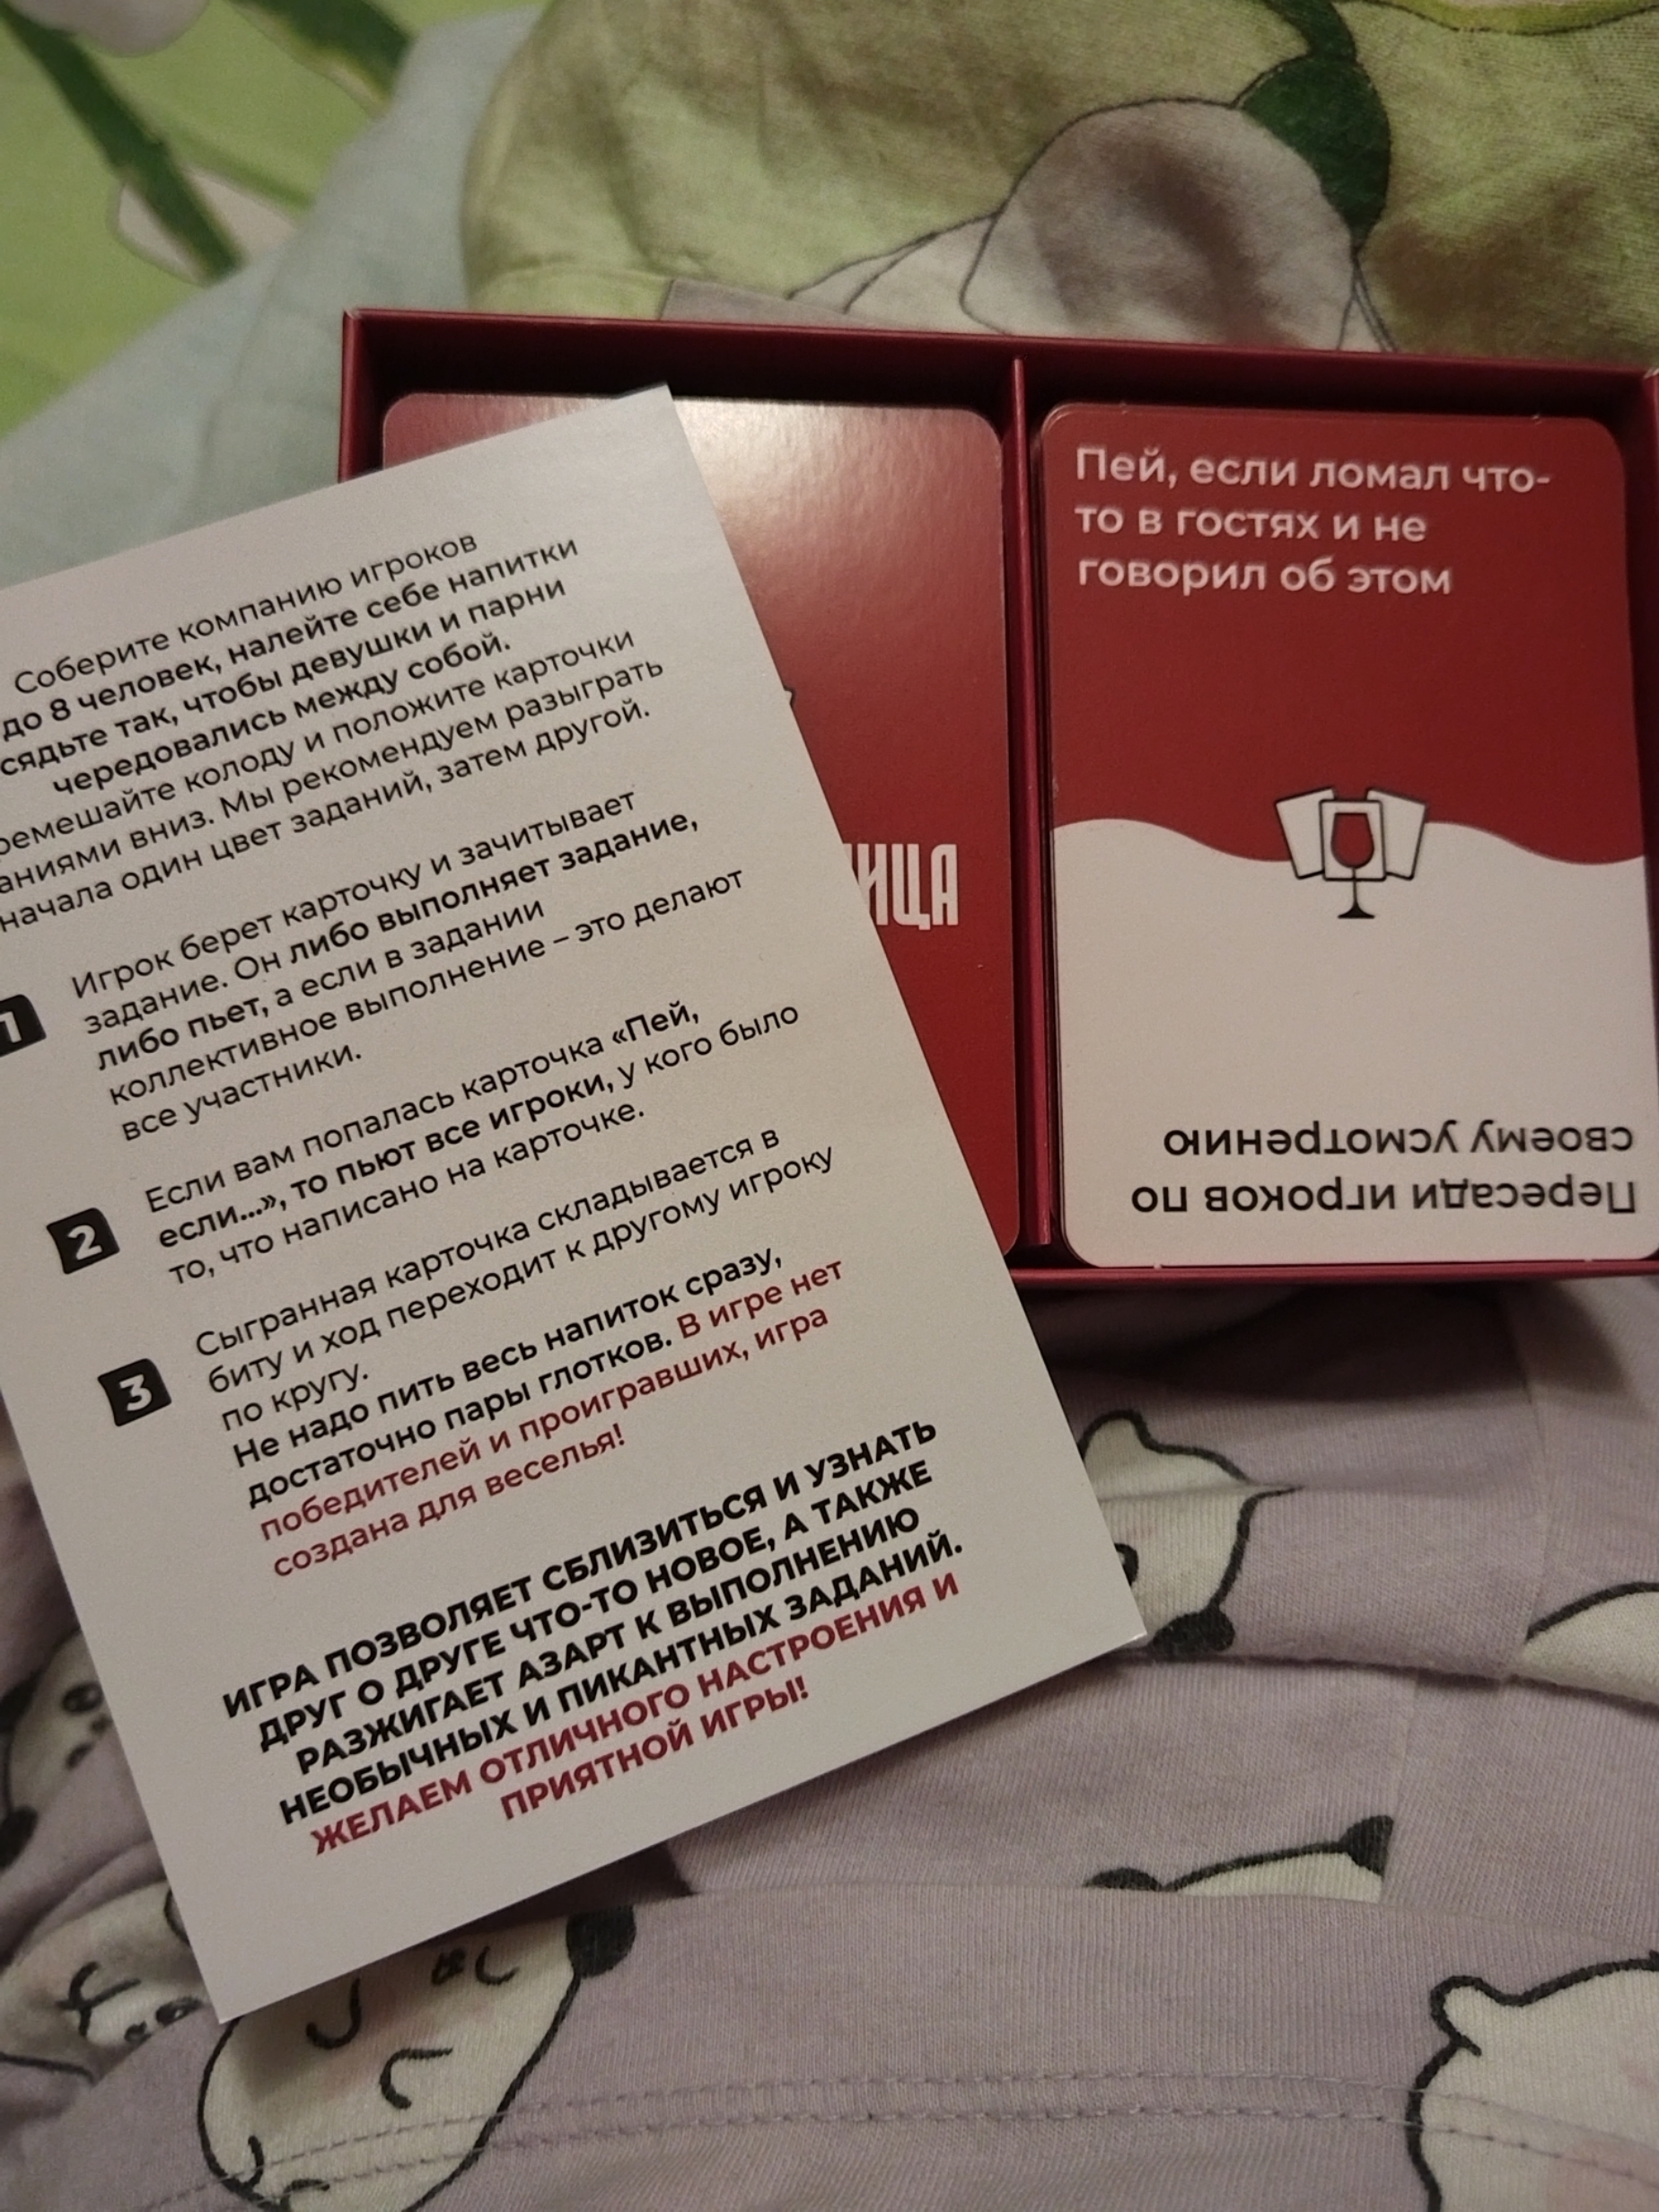 Соберите компанию игроков
до 8 человек, налейте себе напитки
сядьте так, чтобы девушки и парни
чередовались между собой.
ремешайте колоду и положите карточки
аниями вниз. Мы рекомендуем разыграть
начала один цвет заданий, затем другой.
1
Игрок берет карточку и зачитывает
задание. Он либо выполняет задание,
либо пьет, а если в задании
коллективное выполнение – это делают
все участники.
2
Если вам попалась карточка «Пей,
если...», то пьют все игроки, у кого было
то, что написано на карточке.
3
Сыгранная карточка складывается в
биту и ход переходит к другому игроку
по кругу.
Не надо пить весь напиток сразу,
достаточно пары глотков. В игре нет
победителей и проигравших, игра
создана для веселья!
ИГРА ПОЗВОЛЯЕТ СБЛИЗИТЬСЯ И УЗНАТЬ
ДРУГ О ДРУГЕ ЧТО-ТО НОВОЕ, А ТАКЖЕ
РАЗЖИГАЕТ АЗАРТ К ВЫПОЛНЕНИЮ
НЕОБЫЧНЫХ И ПИКАНТНЫХ ЗАДАНИЙ.
ЖЕЛАЕМ ОТЛИЧНОГО НАСТРОЕНИЯ И
ПРИЯТНОЙ ИГРЫ!
ИЦА
Пей, если ломал что-
то в гостях и не
говорил об этом
Пересади игроков по
своему усмотрению